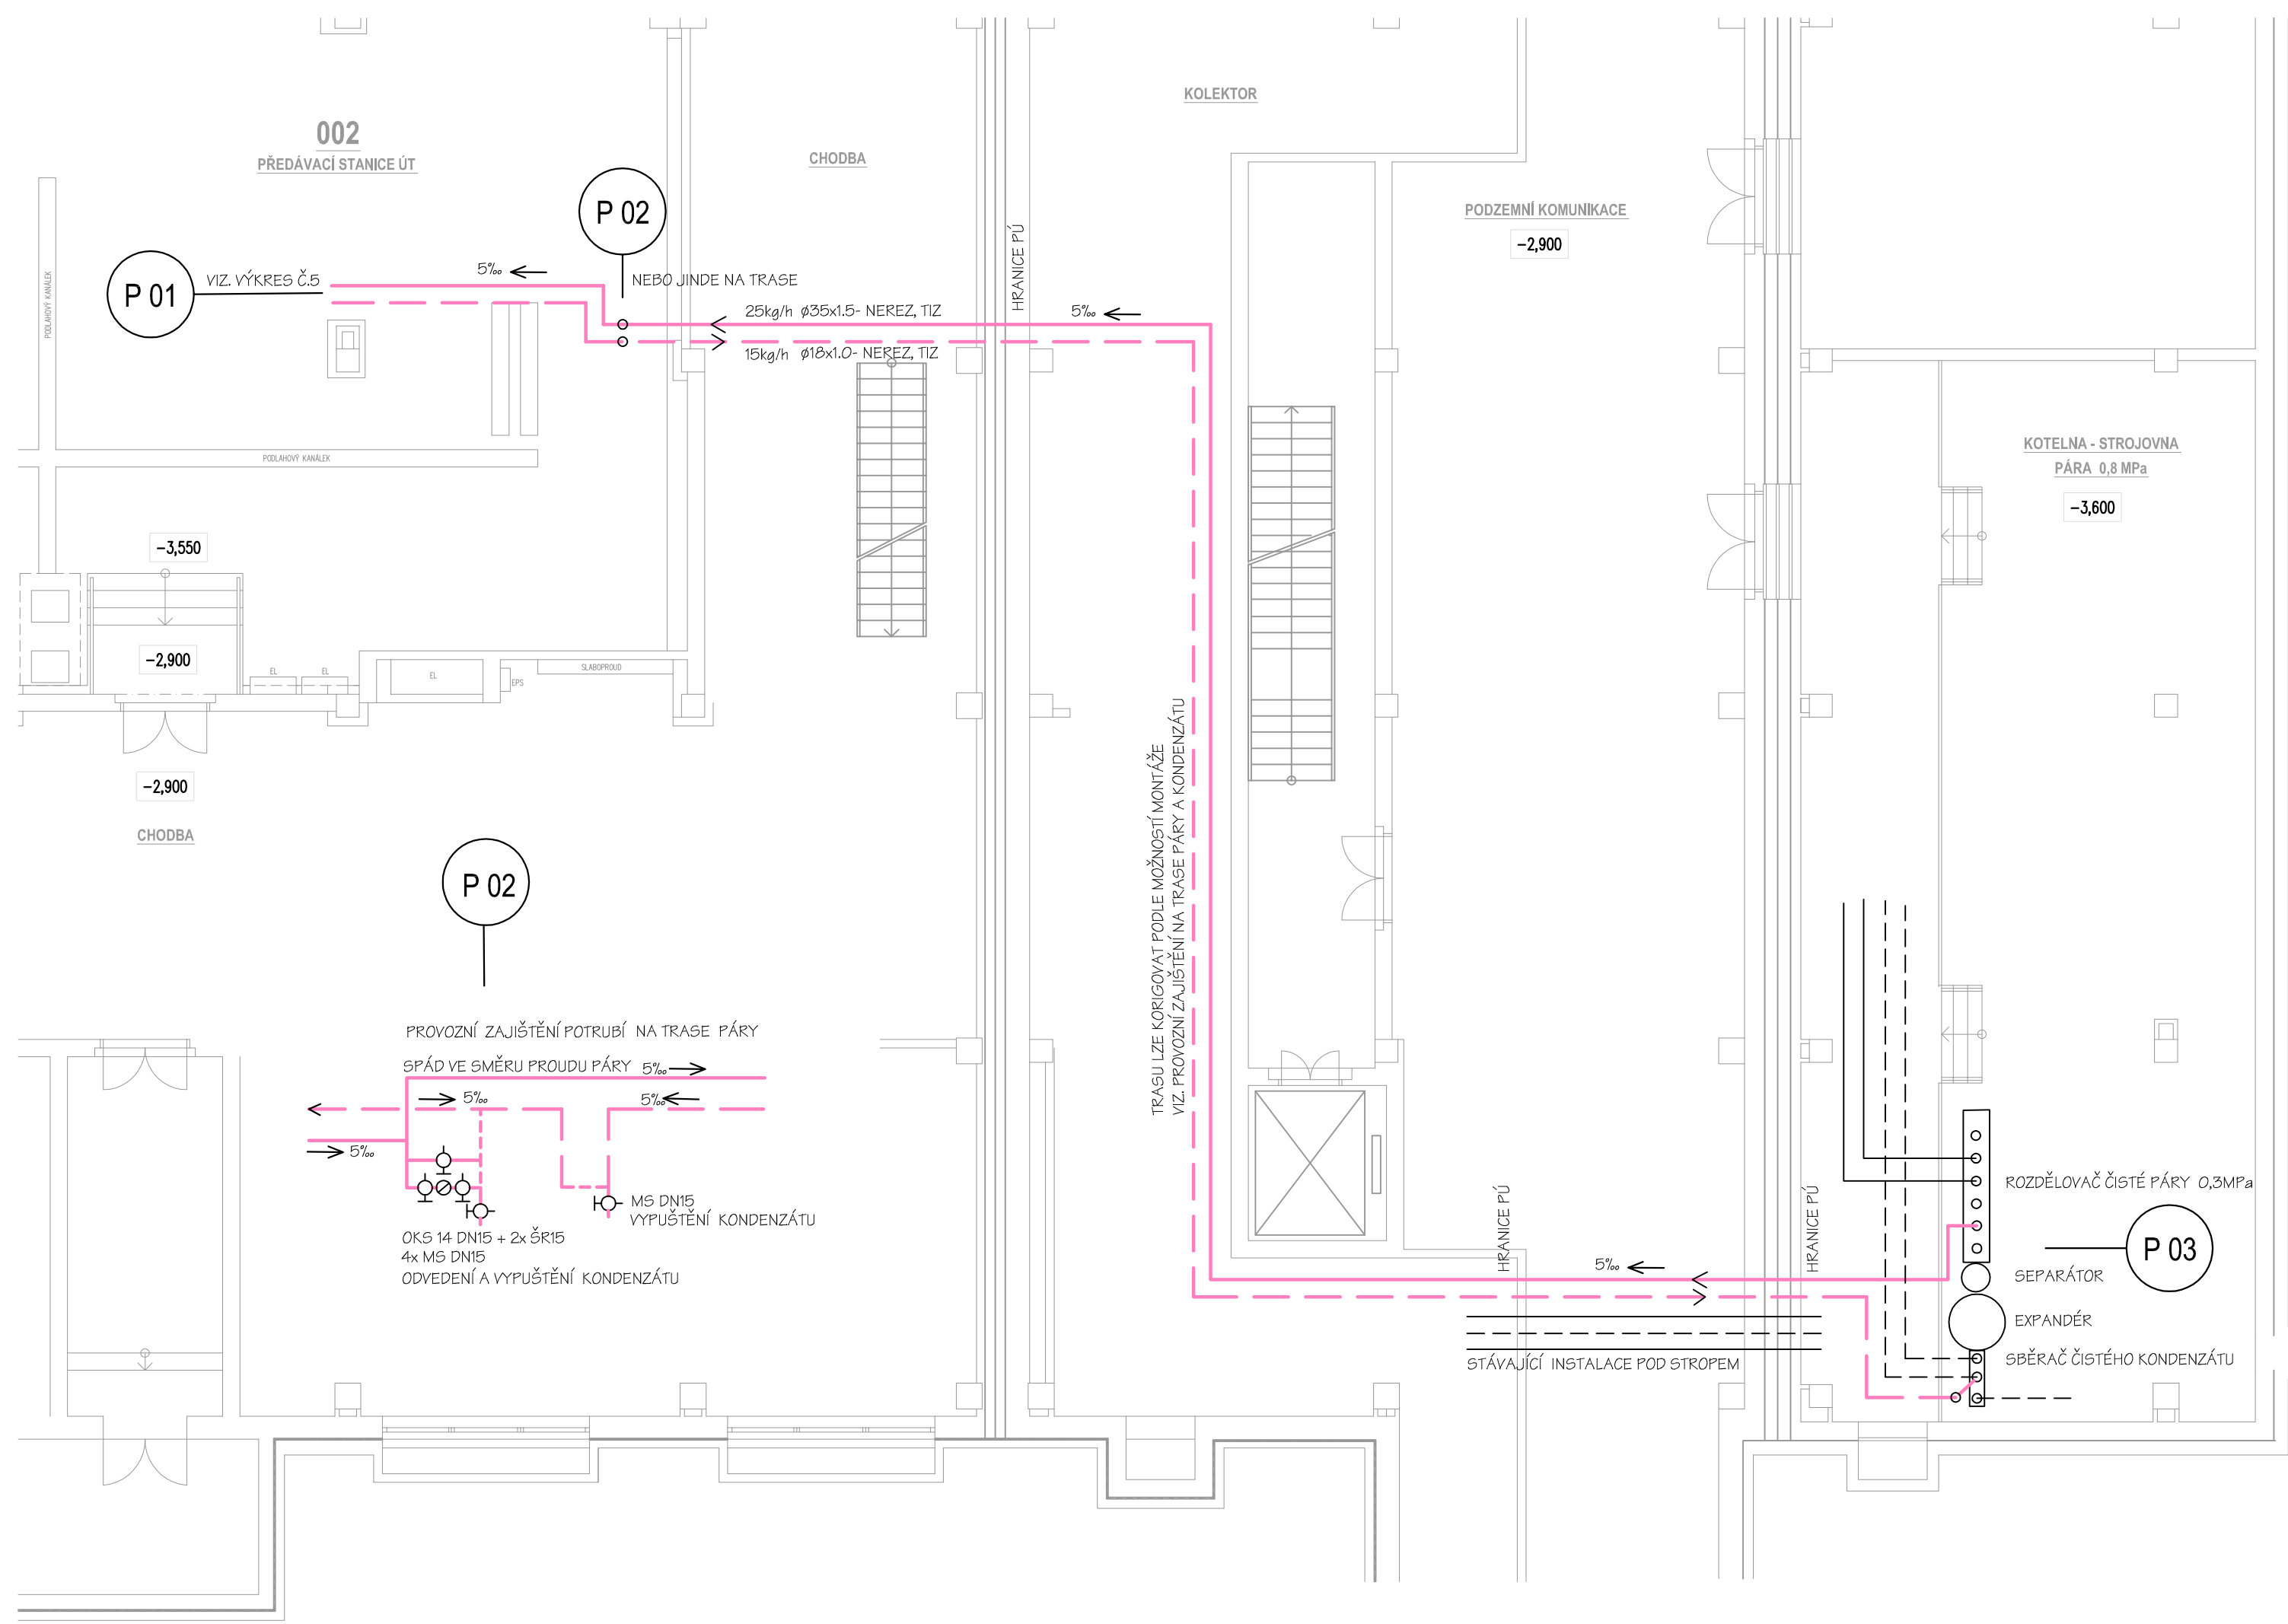 KOLEKTOR
002
PŘEDÁVACÍ STANICE ÚT
CHODBA
P 02
PODZEMNÍ KOMUNIKACE
-2,900
HRANICE PÚ
P 01
VIZ. VÝKRES Č.5
5‰
NEBO JINDE NA TRASE
PODLAHOVÝ KANÁLEK
25kg/h ø35x1.5- NEREZ, TIZ
5‰
15kg/h ø18x1.0- NEREZ, TIZ
KOTELNA - STROJOVNA
PÁRA 0,8 MPa
-3,600
PODLAHOVÝ KANÁLEK
-3,550
-2,900
EL
EL
EL
EPS
SLABOPROUD
-2,900
CHODBA
P 02
TRASU LZE KORIGOVAT PODLE MOŽNOSTÍ MONTÁŽE
VIZ. PROVOZNÍ ZAJIŠTĚNÍ NA TRASE PÁRY A KONDENZÁTU
PROVOZNÍ ZAJIŠTĚNÍ POTRUBÍ NA TRASE PÁRY
SPÁD VE SMĚRU PROUDU PÁRY 5‰
5‰
5‰
5‰
MS DN15
VYPUŠTĚNÍ KONDENZÁTU
OKS 14 DN15 + 2x ŠR15
4x MS DN15
ODVEDENÍ A VYPUŠTĚNÍ KONDENZÁTU
HRANICE PÚ
HRANICE PÚ
ROZDĚLOVAČ ČISTÉ PÁRY 0,3MPa
P 03
5‰
SEPARÁTOR
EXPANDÉR
STÁVAJÍCÍ INSTALACE POD STROPEM
SBĚRAČ ČISTÉHO KONDENZÁTU